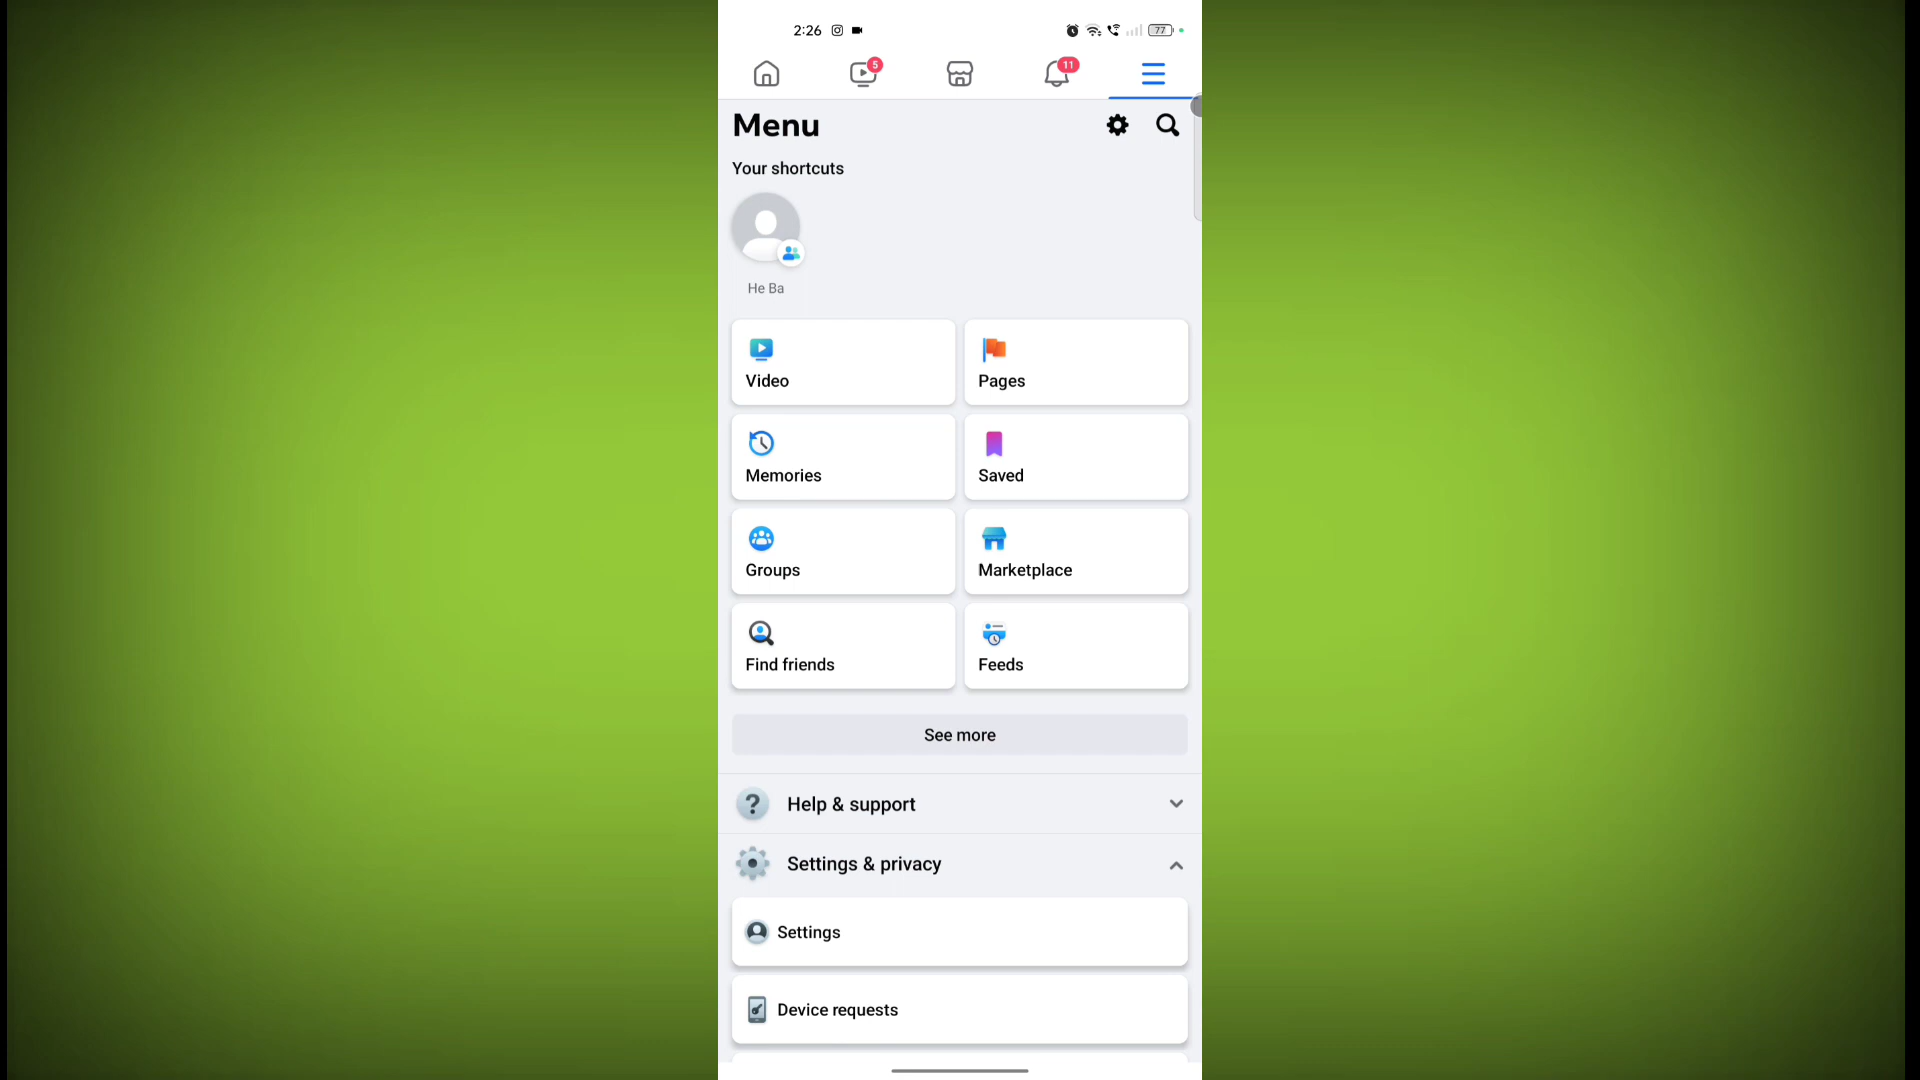 2:26
77
5
11
Menu
Your shortcuts
He Ba
Video
Pages
Memories
Saved
Groups
Marketplace
Find friends
Feeds
See more
Help & support
Settings & privacy
Settings
Device requests